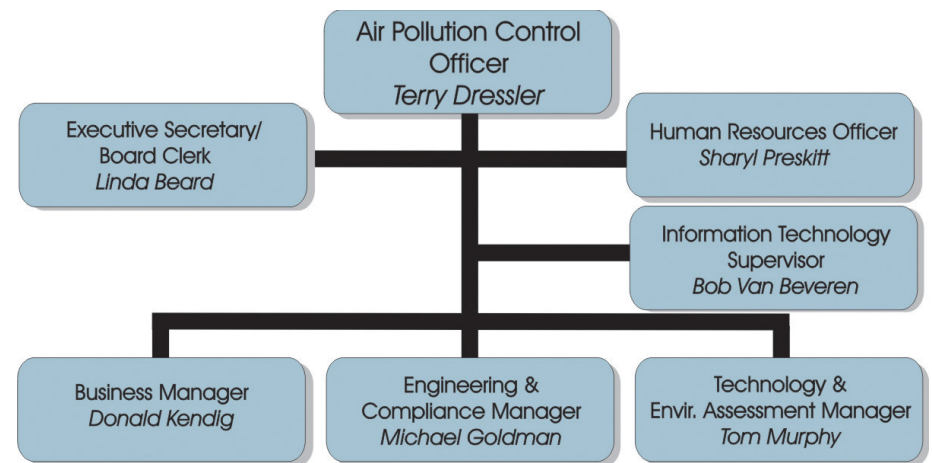 Air Pollution Control
Officer
Terry Dressler
Executive Secretary/
Board Clerk
Linda Beard
Human Resources Officer
Sharyl Preskitt
Information Technology
Supervisor
Bob Van Beveren
Business Manager
Donald Kendig
Engineering &
Compliance Manager
Michael Goldman
Technology &
Envir. Assessment Manager
Tom Murphy